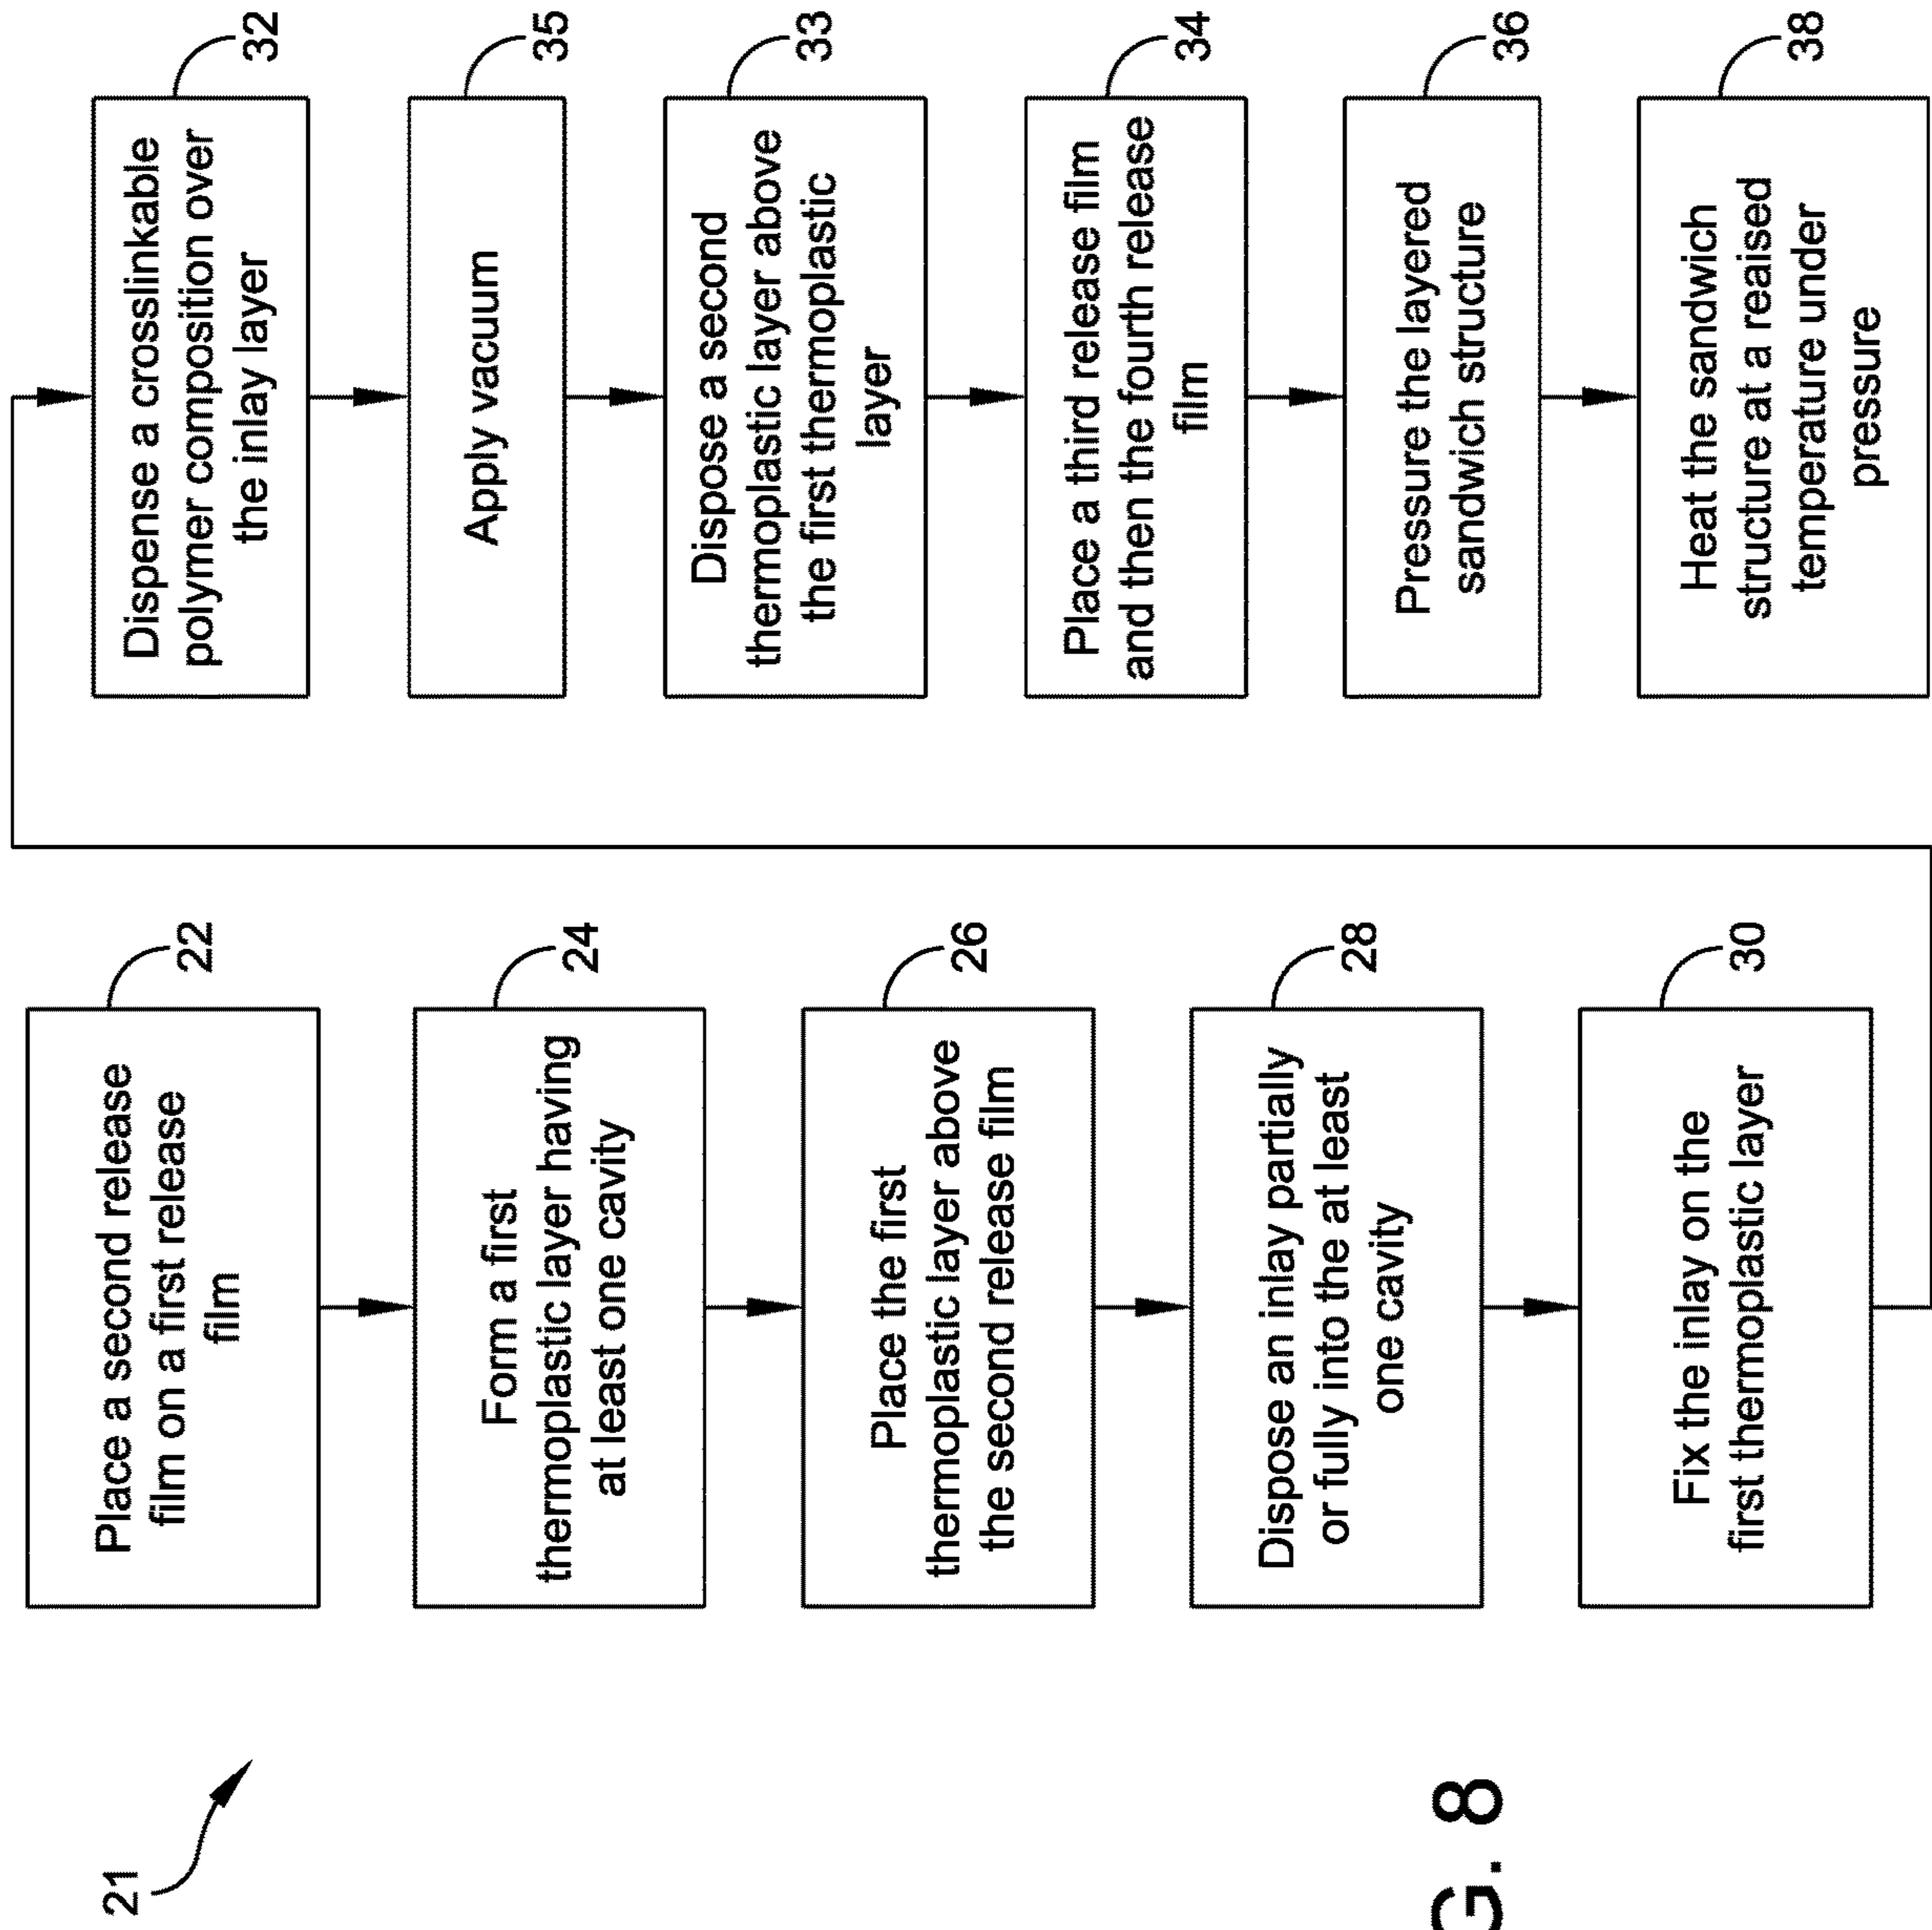 21
22
Place a second release
film on a first release
film
24
Form a first
thermoplastic layer having
at least one cavity
26
Place the first
thermoplastic layer above
the second release film
28
Dispose an inlay partially
or fully into the at least
one cavity
30
Fix the inlay on the
first thermoplastic layer
32
Dispense a crosslinkable
polymer composition over
the inlay layer
35
Apply vacuum
33
Dispose a second
thermoplastic layer above
the first thermoplastic
layer
34
Place a third release film
and then the fourth release
film
36
Pressure the layered
sandwich structure
38
Heat the sandwich
structure at a reaised
temperature under
pressure
G. 8